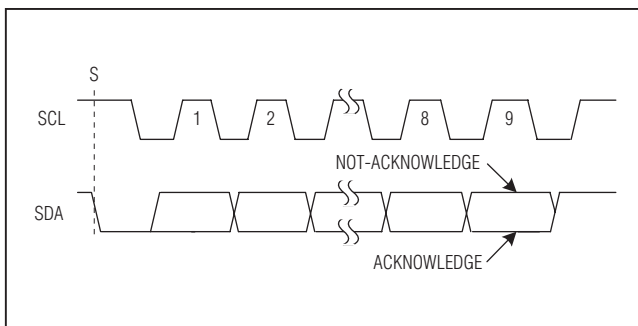 S
SCL
1 2 8 9
NOT-ACKNOWLEDGE
SDA
ACKNOWLEDGE